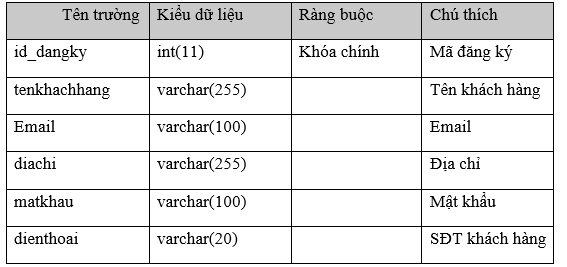 Tên trường Kiểu dữ liệu Ràng buộc Chú thích
id_dangky int(11) Khóa chính Mã đăng ký
tenkhachhang varchar(255) Tên khách hàng
Email varchar(100) Email
diachi varchar(255) Địa chỉ
matkhau varchar(100) Mật khẩu
dienthoai varchar(20) SĐT khách hàng